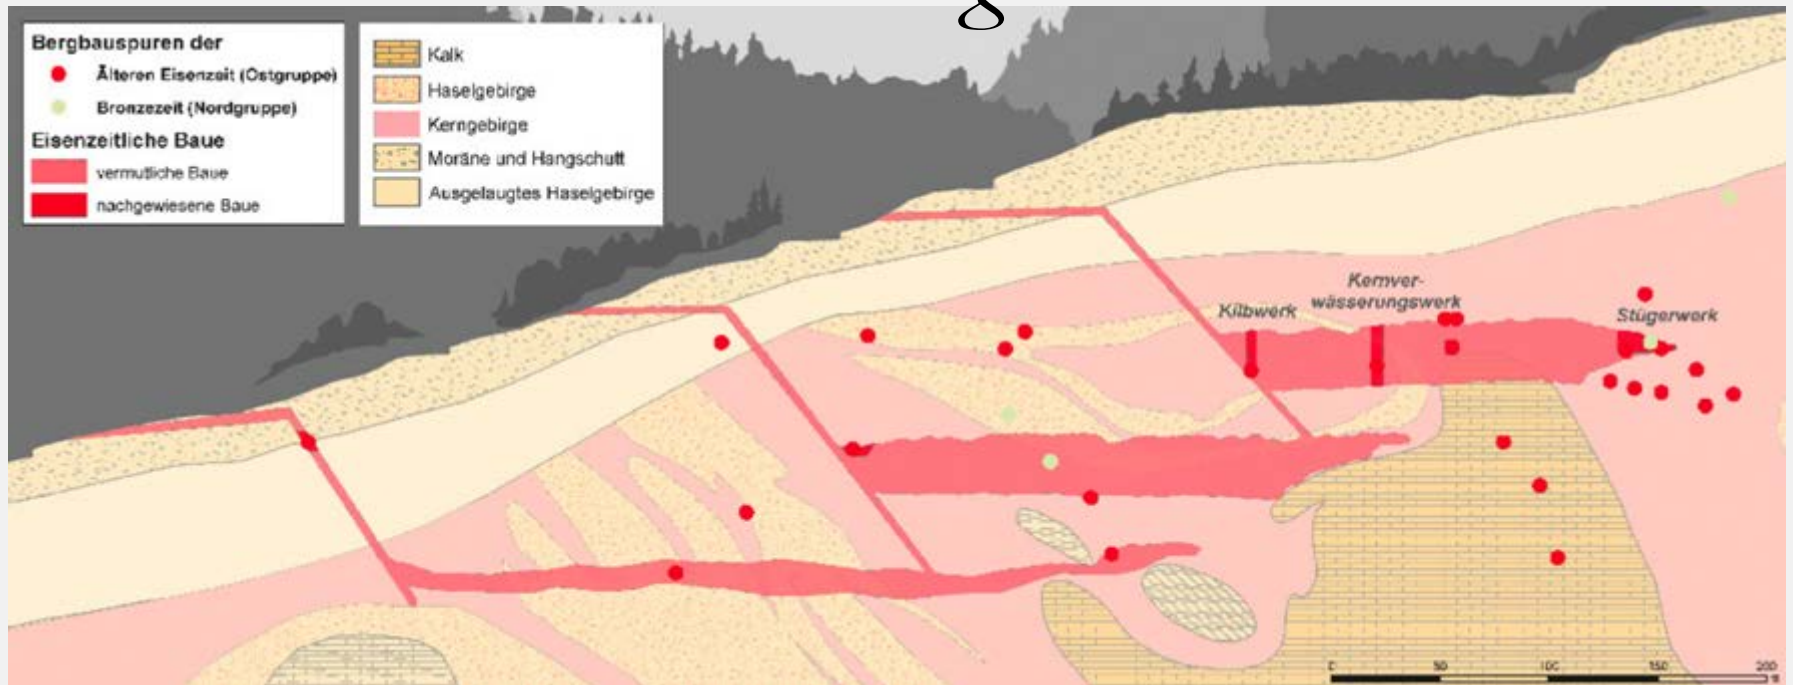 Bergbauspuren der
Älteren Eisenzeit (Ostgruppe)
Bronzezeit (Nordgruppe)
Eisenzeitliche Baue
vermutliche Baue
nachgewiesene Baue
Kalk
Haselgebirge
Kerngebirge
Moräne und Hangschutt
Ausgelaugtes Haselgebirge
Kilbwerk
Kernver-
wässerungswerk
Stügerwerk
0 50 100 150 200